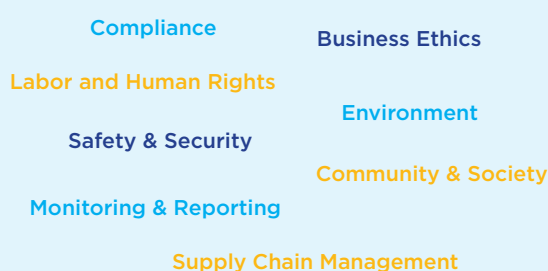 Compliance
Business Ethics
Labor and Human Rights
Environment
Safety & Security
Community & Society
Monitoring & Reporting
Supply Chain Management